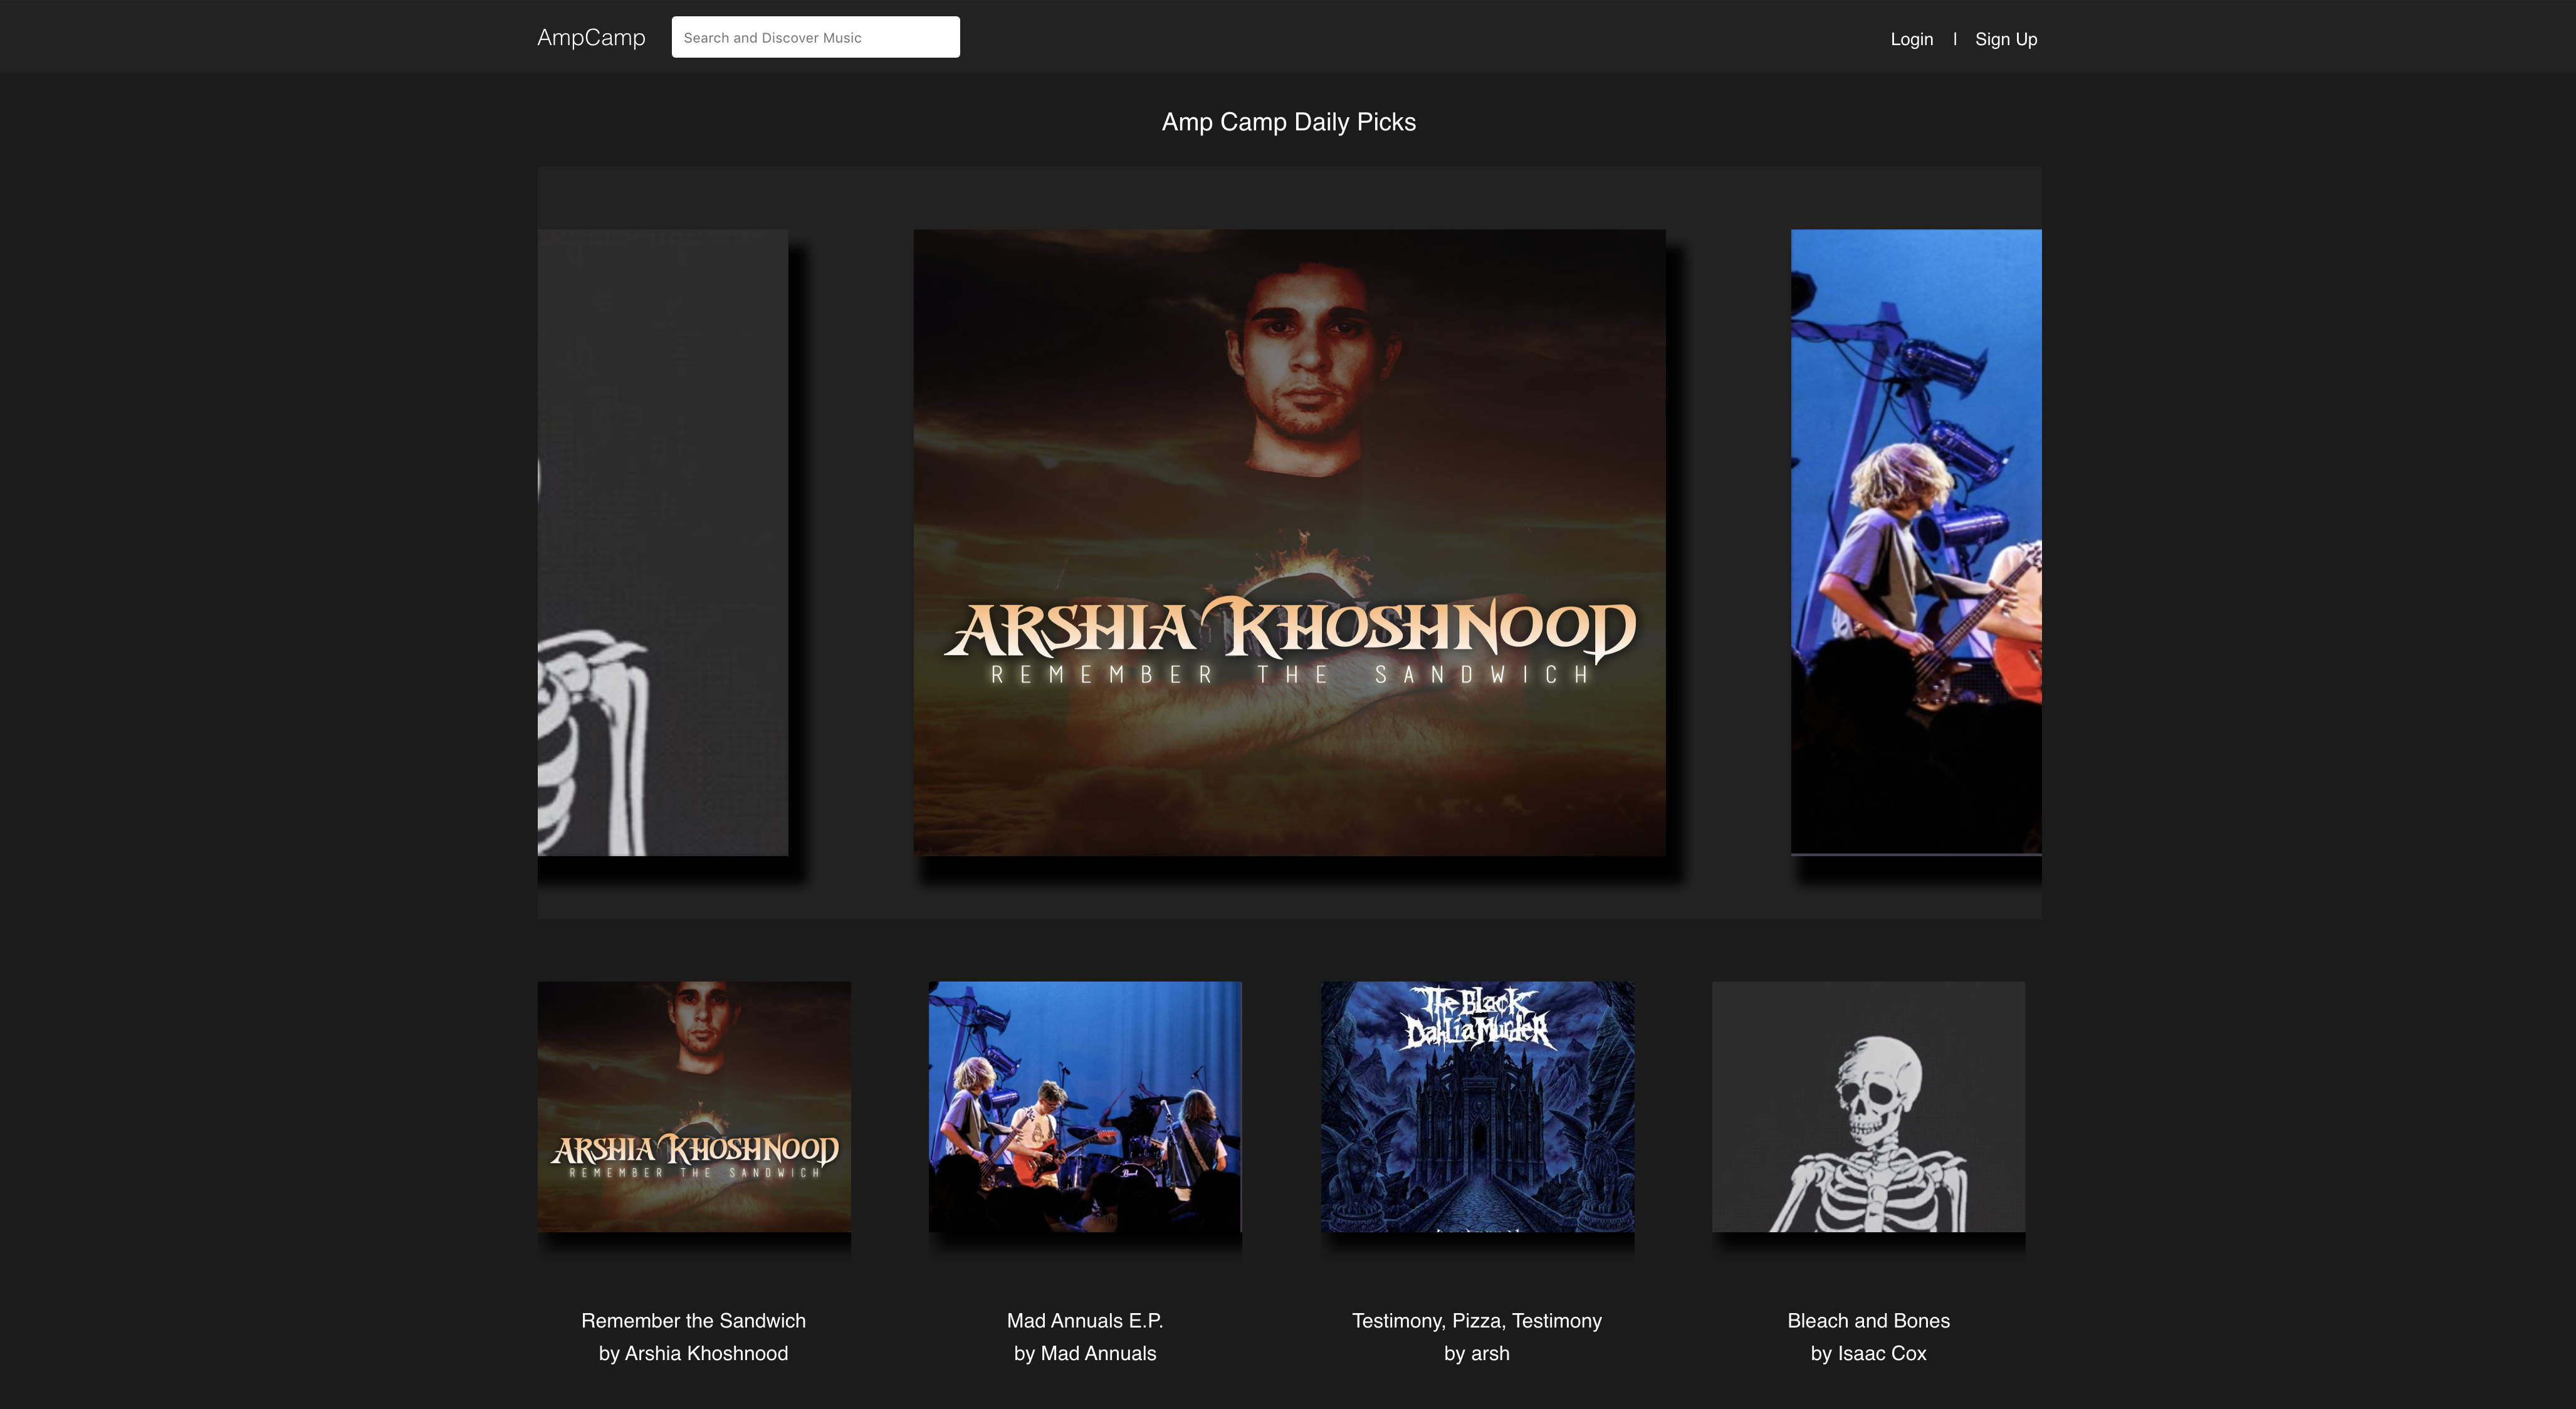 AmpCamp
Search and Discover Music
Login | Sign Up
Amp Camp Daily Picks
ARSHIA KHOSHNOOD
REMEMBER THE SANDWICH
ARSHIA KHOSHNOOD
REMEMBER THE SANDWICH
The Black
Dahlia Murder
Remember the Sandwich
by Arshia Khoshnood
Mad Annuals E.P.
by Mad Annuals
Testimony, Pizza, Testimony
by arsh
Bleach and Bones
by Isaac Cox